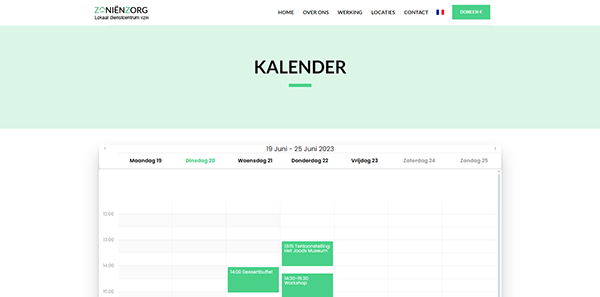 ZONIËNZORG
Lokaal dienstcentrum vzw
HOME OVER ONS WERKING LOCATIES CONTACT DONEER €
KALENDER
19 Juni - 25 Juni 2023
Maandag 19 Dinsdag 20 Woensdag 21 Donderdag 22 Vrijdag 23 Zaterdag 24 Zondag 25
12:00
13:00
13:15 Tentoonstelling:
Het Joods Museum
14:00
14:00 Dessertbuffet
14:30-16:30
Workshop
15:00